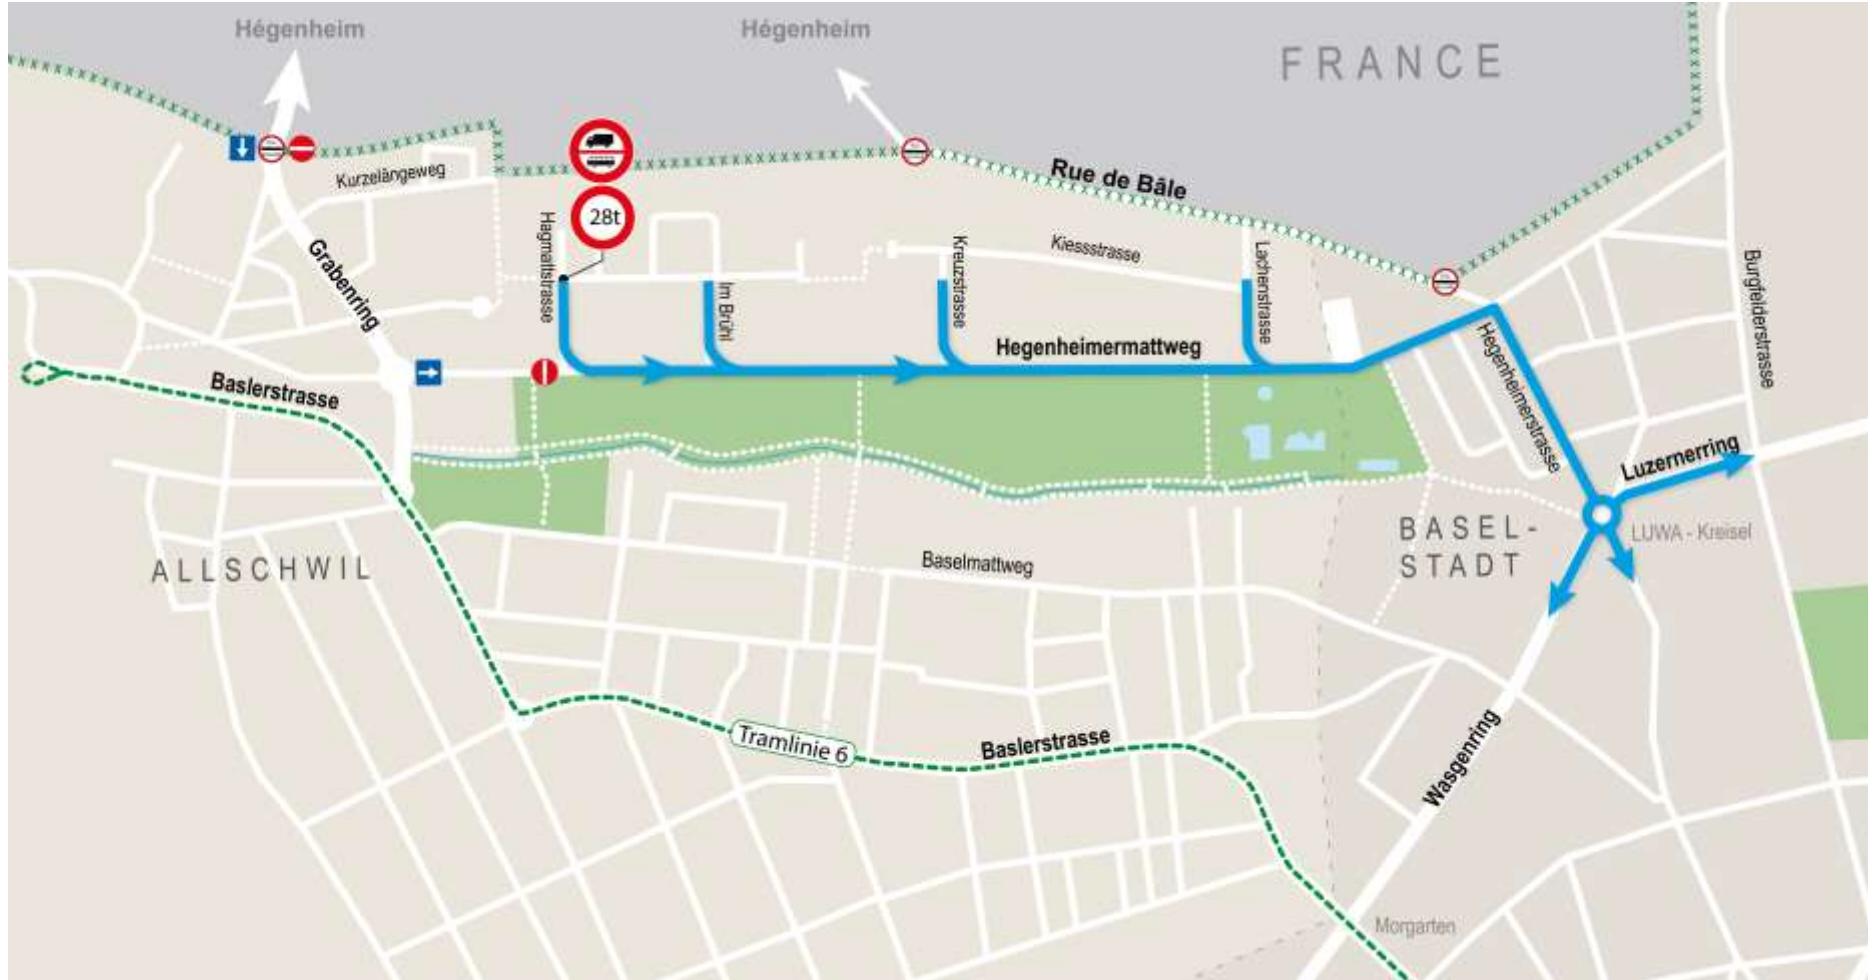 Hégenheim
Hégenheim
FRANCE
Rue de Bâle
Kurzelängeweg
28t
Hagmattstrasse
Grabenring
Im Brühl
Kreuzstrasse
Kiessstrasse
Lachenstrasse
Burgfelderstrasse
Hegenheimermattweg
Hegenheimerstrasse
Baslerstrasse
Luzernerring
BASEL-
STADT
LUWA - Kreisel
ALLSCHWIL
Baselmattweg
Tramlinie 6
Baslerstrasse
Wasgenring
Morgarten